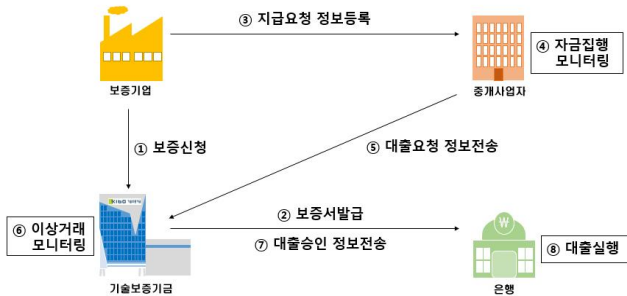 ③ 지급요청 정보등록
④ 자금집행
모니터링
보증기업
중개사업자
① 보증신청
⑤ 대출요청 정보전송
⑥ 이상거래
모니터링
② 보증서발급
⑦ 대출승인 정보전송
₩
⑧ 대출실행
기술보증기금
은행